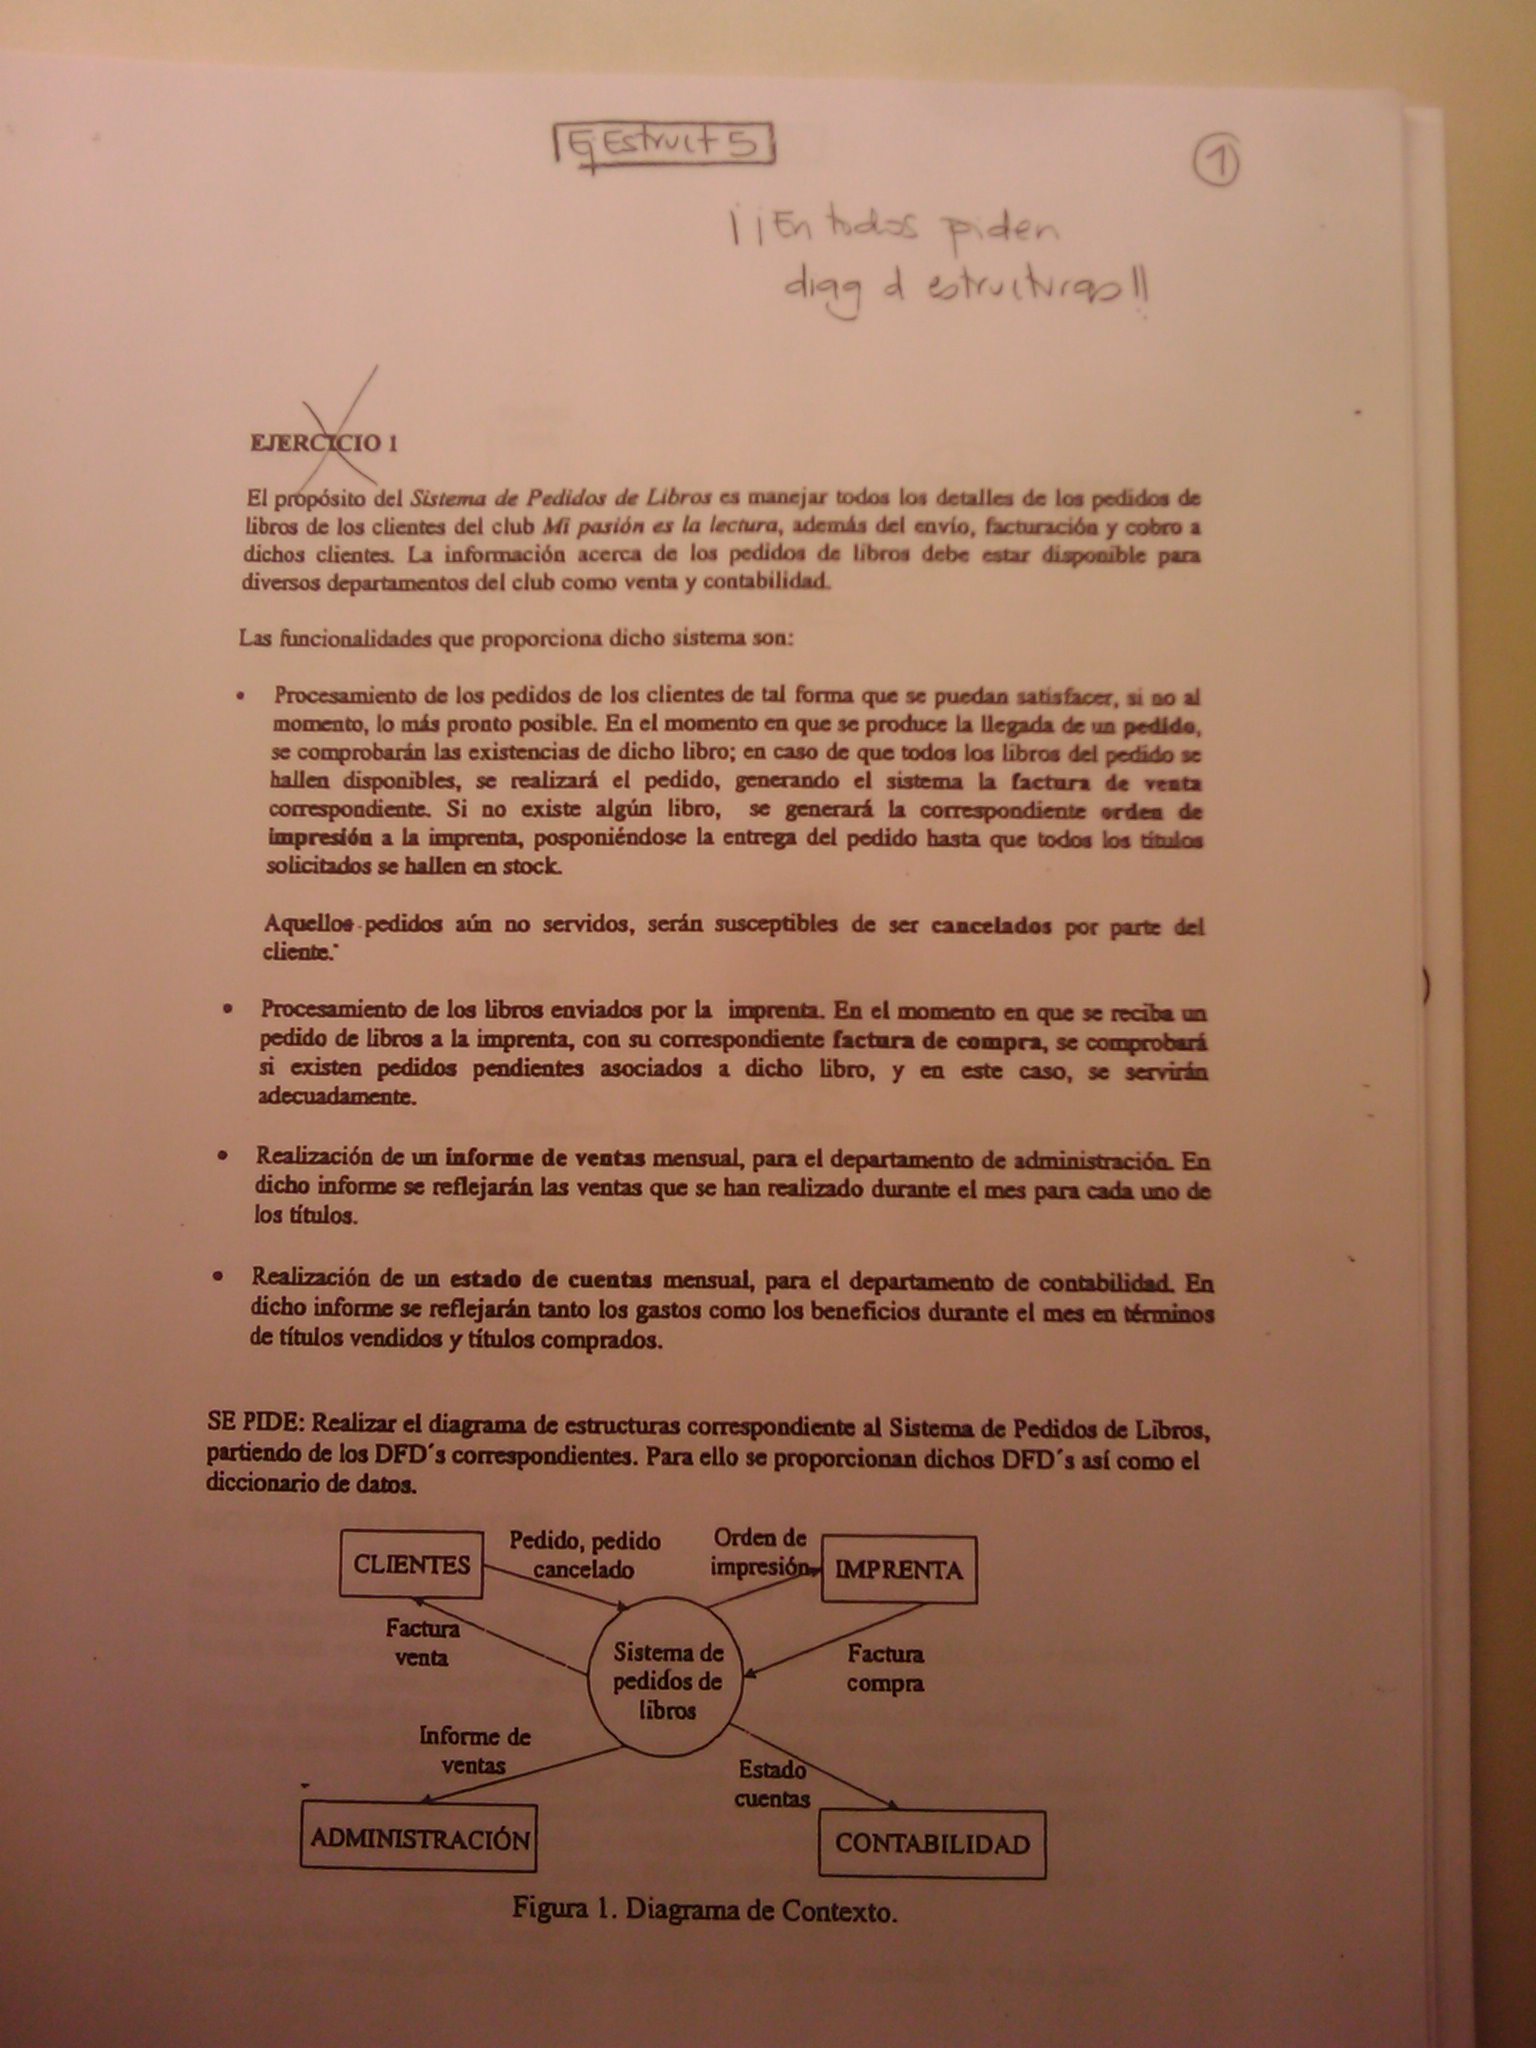 Ej Estruct 5
1
¡¡En todos piden
diag d estructuras!!
EJERCICIO 1
El propósito del Sistema de Pedidos de Libros es manejar todos los detalles de los pedidos de
libros de los clientes del club Mi pasión es la lectura, además del envío, facturación y cobro a
dichos clientes. La información acerca de los pedidos de libros debe estar disponible para
diversos departamentos del club como venta y contabilidad.
Las funcionalidades que proporciona dicho sistema son:
• Procesamiento de los pedidos de los clientes de tal forma que se puedan satisfacer, si no al
momento, lo más pronto posible. En el momento en que se produce la llegada de un pedido,
se comprobarán las existencias de dicho libro; en caso de que todos los libros del pedido se
hallen disponibles, se realizará el pedido, generando el sistema la factura de venta
correspondiente. Si no existe algún libro, se generará la correspondiente orden de
impresión a la imprenta, posponiéndose la entrega del pedido hasta que todos los títulos
solicitados se hallen en stock.
Aquellos pedidos aún no servidos, serán susceptibles de ser cancelados por parte del
cliente.
• Procesamiento de los libros enviados por la imprenta. En el momento en que se reciba un
pedido de libros a la imprenta, con su correspondiente factura de compra, se comprobará
si existen pedidos pendientes asociados a dicho libro, y en este caso, se servirán
adecuadamente.
• Realización de un informe de ventas mensual, para el departamento de administración. En
dicho informe se reflejarán las ventas que se han realizado durante el mes para cada uno de
los títulos.
• Realización de un estado de cuentas mensual, para el departamento de contabilidad. En
dicho informe se reflejarán tanto los gastos como los beneficios durante el mes en términos
de títulos vendidos y títulos comprados.
SE PIDE: Realizar el diagrama de estructuras correspondiente al Sistema de Pedidos de Libros,
partiendo de los DFD´s correspondientes. Para ello se proporcionan dichos DFD´s así como el
diccionario de datos.
CLIENTES
Pedido, pedido
cancelado
Orden de
impresión
IMPRENTA
Factura
venta
Sistema de
pedidos de
libros
Factura
compra
Informe de
ventas
Estado
cuentas
ADMINISTRACIÓN
CONTABILIDAD
Figura 1. Diagrama de Contexto.